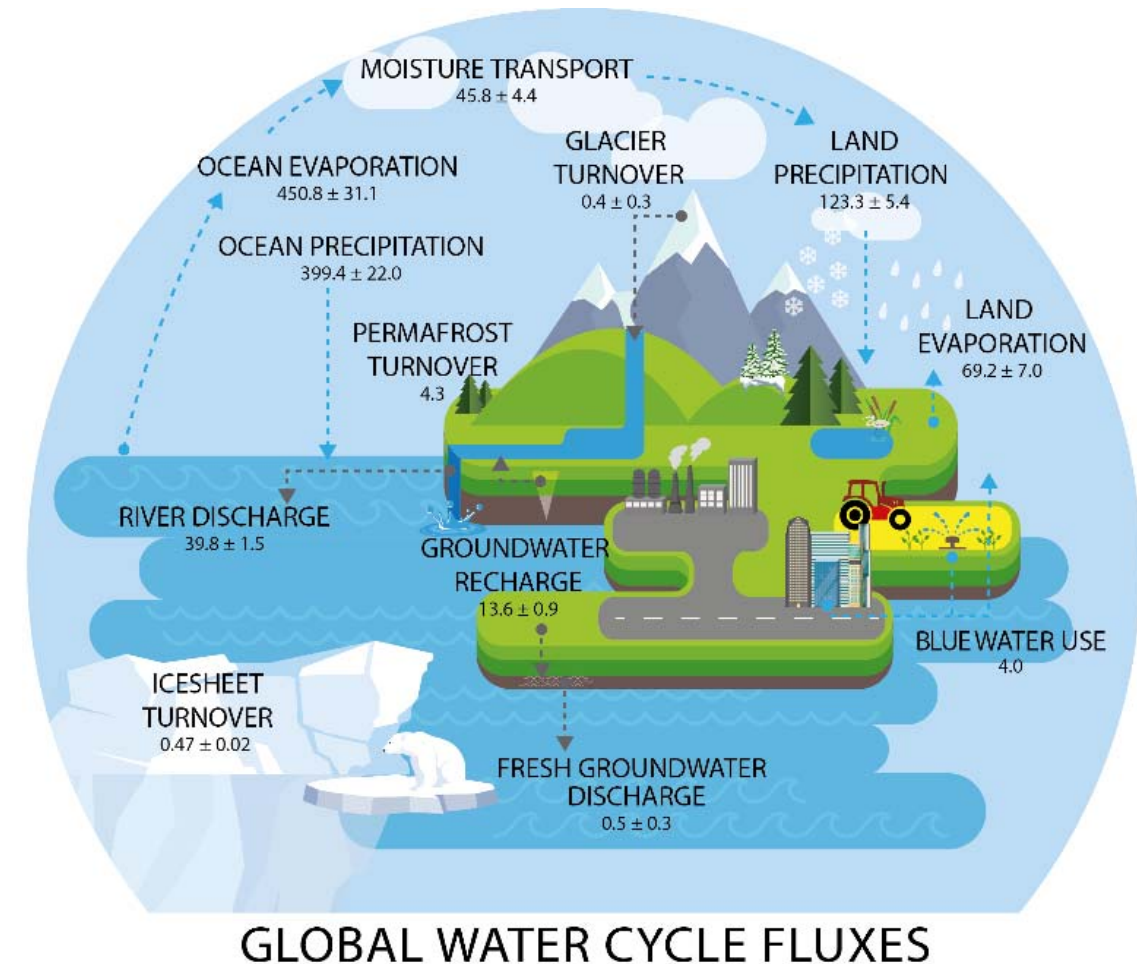 MOISTURE TRANSPORT
45.8 ± 4.4
GLACIER
TURNOVER
0.4 ± 0.3
LAND
PRECIPITATION
123.3 ± 5.4
OCEAN EVAPORATION
450.8 ± 31.1
OCEAN PRECIPITATION
399.4 ± 22.0
LAND
EVAPORATION
69.2 ± 7.0
PERMAFROST
TURNOVER
4.3
RIVER DISCHARGE
39.8 ± 1.5
GROUNDWATER
RECHARGE
13.6 ± 0.9
BLUE WATER USE
4.0
ICESHEET
TURNOVER
0.47 ± 0.02
FRESH GROUNDWATER
DISCHARGE
0.5 ± 0.3
GLOBAL WATER CYCLE FLUXES